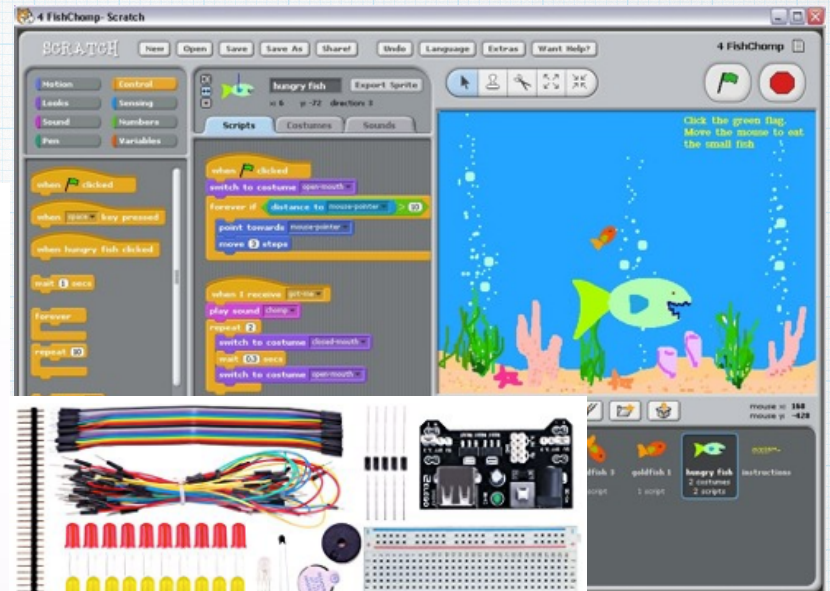 4 FishChomp- Scratch
SCRATCH
New
Open
Save
Save As
Share!
Undo
Language
Extras
Want Help?
4 FishChomp
Motion
Control
Looks
Sensing
Sound
Numbers
Pen
Variables
hungry fish
Export Sprite
x: 6 y: -72 direction: 3
Scripts
Costumes
Sounds
when clicked
when space key pressed
when hungry fish clicked
wait 1 secs
forever
repeat 10
when clicked
switch to costume open-mouth
forever if distance to mouse-pointer > 10
point towards mouse-pointer
move 3 steps
when I receive got-me
play sound chomp
repeat 2
switch to costume closed-mouth
wait 0.3 secs
switch to costume open-mouth
Click the green flag.
Move the mouse to eat
the small fish
mouse x: 168
mouse y: -428
goldfish 1
1 script
hungry fish
2 costumes
2 scripts
instructions
script